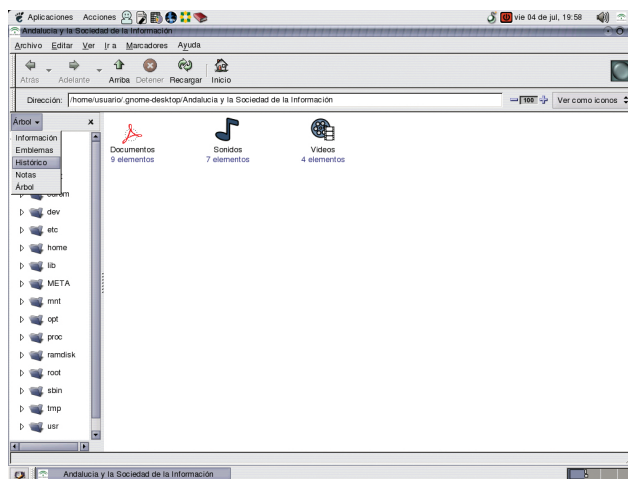 Aplicaciones Acciones vie 04 de jul, 19:58
Andalucia y la Sociedad de la Información
Archivo Editar Ver Ir a Marcadores Ayuda
Atrás Adelante Arriba Detener Recargar Inicio
Dirección: /home/usuario/.gnome-desktop/Andalucia y la Sociedad de la Información 100 Ver como iconos
Árbol x
Información
Emblemas
Histórico
Notas
Árbol
Documentos
9 elementos
Sonidos
7 elementos
Videos
4 elementos
dev
etc
home
lib
META
mnt
opt
proc
ramdisk
root
sbin
tmp
usr
Andalucia y la Sociedad de la Información